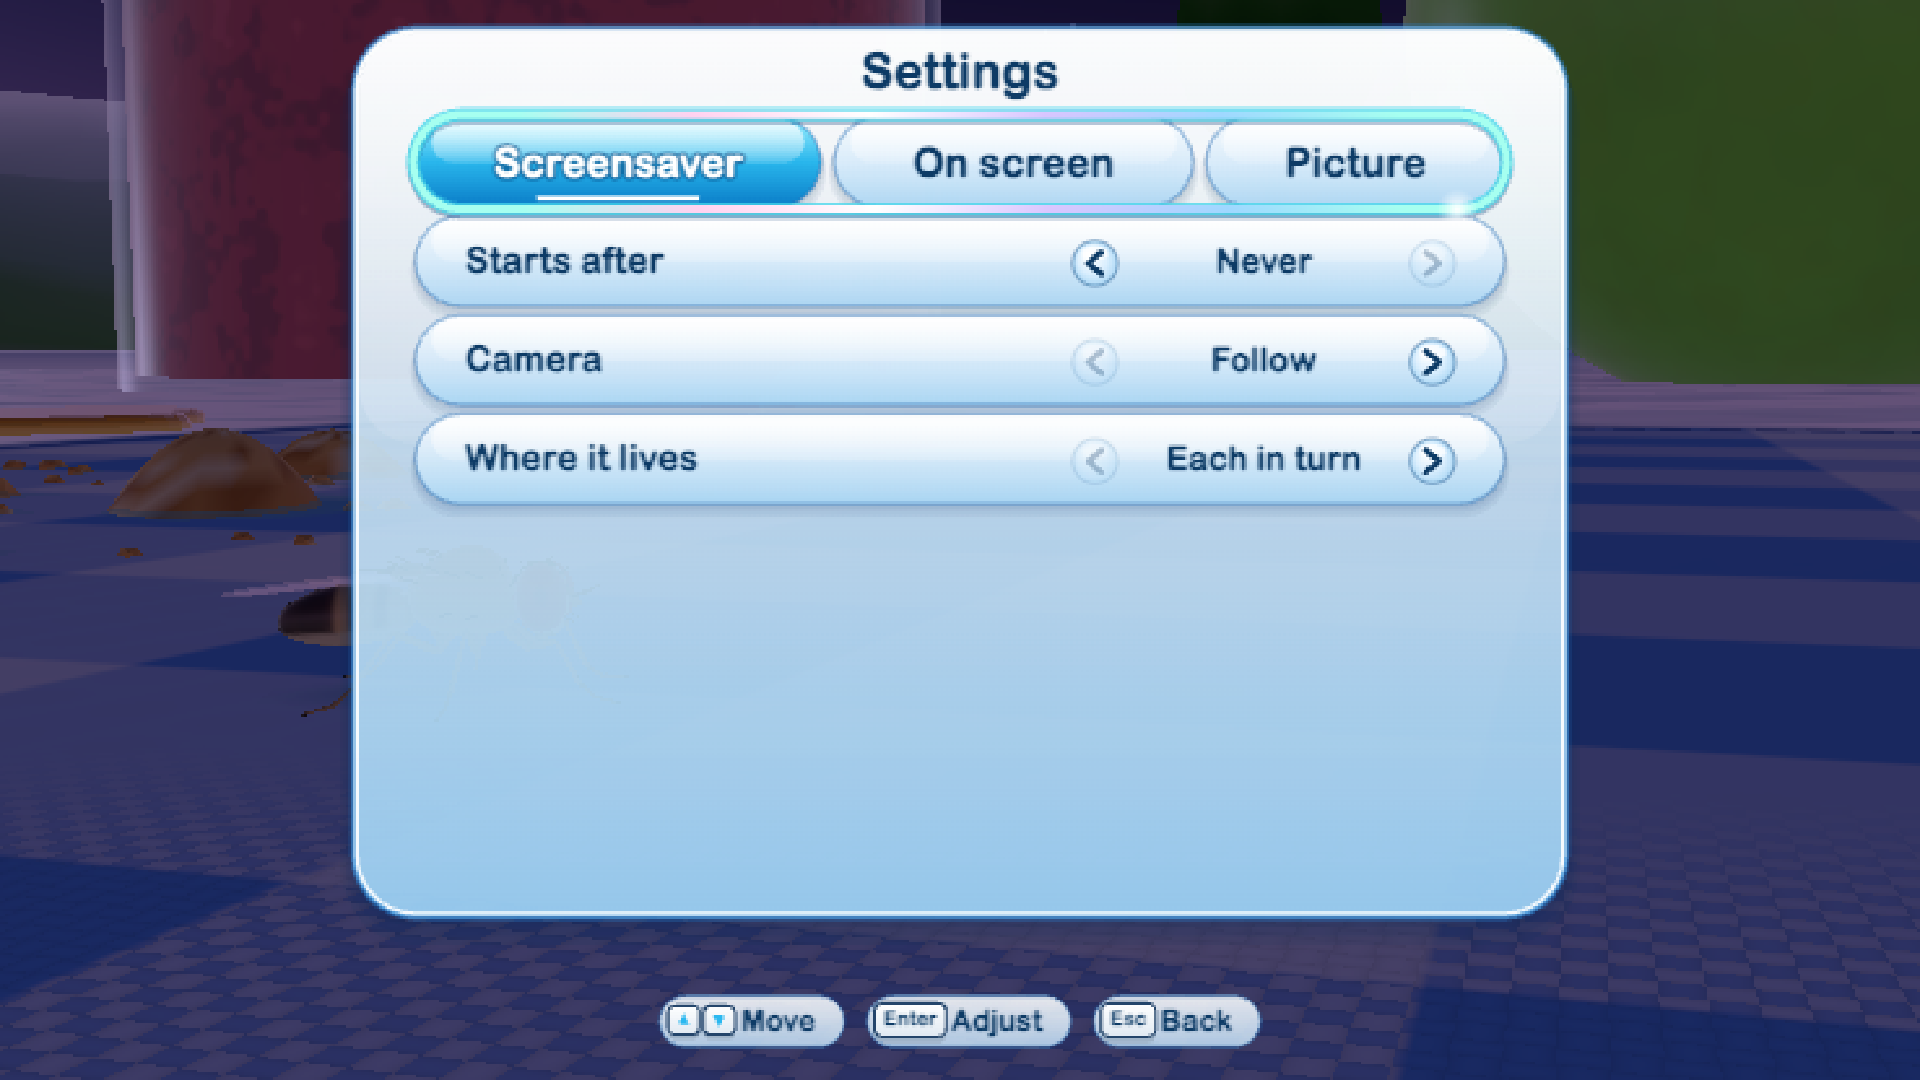 Settings
Screensaver On screen Picture
Starts after Never
Camera Follow
Where it lives Each in turn
Move Enter Adjust Esc Back